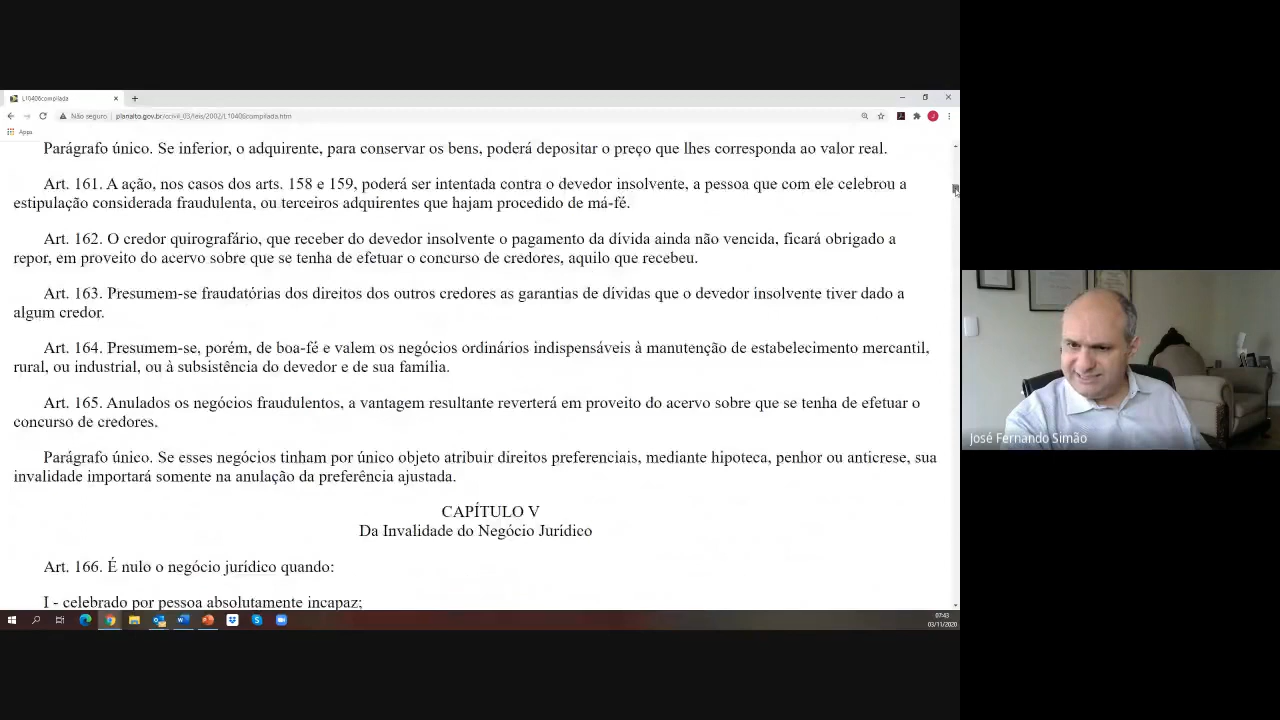 L10406compilada
Não seguro
planalto.gov.br/ccivil_03/leis/2002/L10406compilada.htm
Apps
Parágrafo único. Se inferior, o adquirente, para conservar os bens, poderá depositar o preço que lhes corresponda ao valor real.
Art. 161. A ação, nos casos dos arts. 158 e 159, poderá ser intentada contra o devedor insolvente, a pessoa que com ele celebrou a
estipulação considerada fraudulenta, ou terceiros adquirentes que hajam procedido de má-fé.
Art. 162. O credor quirografário, que receber do devedor insolvente o pagamento da dívida ainda não vencida, ficará obrigado a
repor, em proveito do acervo sobre que se tenha de efetuar o concurso de credores, aquilo que recebeu.
Art. 163. Presumem-se fraudatórias dos direitos dos outros credores as garantias de dívidas que o devedor insolvente tiver dado a
algum credor.
Art. 164. Presumem-se, porém, de boa-fé e valem os negócios ordinários indispensáveis à manutenção de estabelecimento mercantil,
rural, ou industrial, ou à subsistência do devedor e de sua família.
Art. 165. Anulados os negócios fraudulentos, a vantagem resultante reverterá em proveito do acervo sobre que se tenha de efetuar o
concurso de credores.
Parágrafo único. Se esses negócios tinham por único objeto atribuir direitos preferenciais, mediante hipoteca, penhor ou anticrese, sua
invalidade importará somente na anulação da preferência ajustada.
CAPÍTULO V
Da Invalidade do Negócio Jurídico
Art. 166. É nulo o negócio jurídico quando:
I - celebrado por pessoa absolutamente incapaz;
José Fernando Simão
07:43
03/11/2020